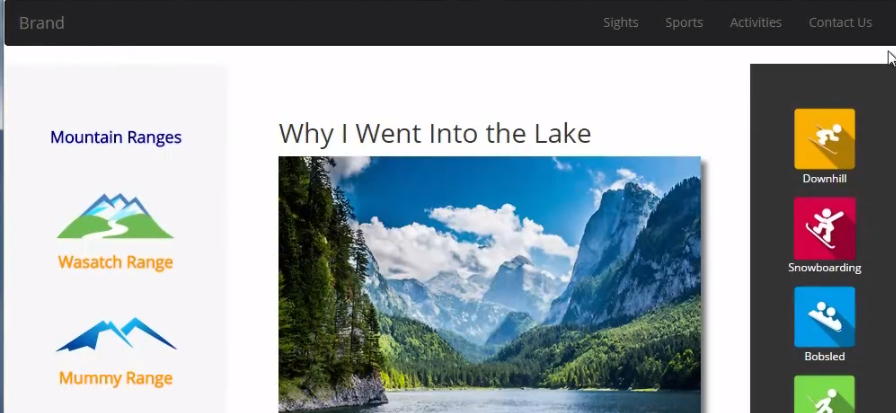 Brand
Sights
Sports
Activities
Contact Us
Mountain Ranges
Wasatch Range
Mummy Range
Why I Went Into the Lake
Downhill
Snowboarding
Bobsled